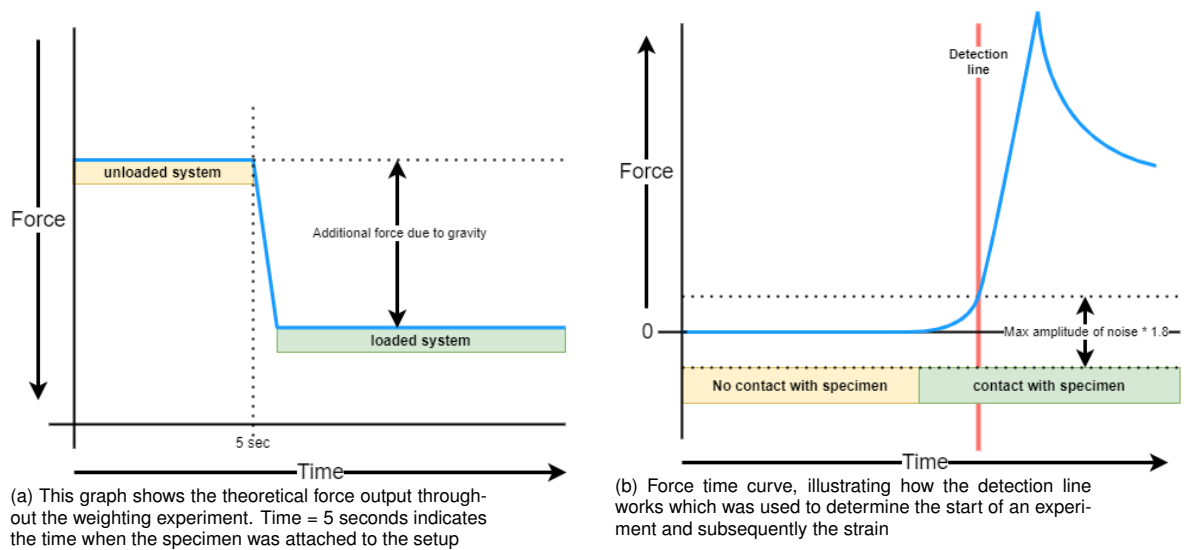 unloaded system
Force
Additional force due to gravity
loaded system
5 sec
Time
(a) This graph shows the theoretical force output through-
out the weighting experiment. Time = 5 seconds indicates
the time when the specimen was attached to the setup
Detection
line
Force
0
Max amplitude of noise * 1.8
No contact with specimen
contact with specimen
Time
(b) Force time curve, illustrating how the detection line
works which was used to determine the start of an experi-
ment and subsequently the strain